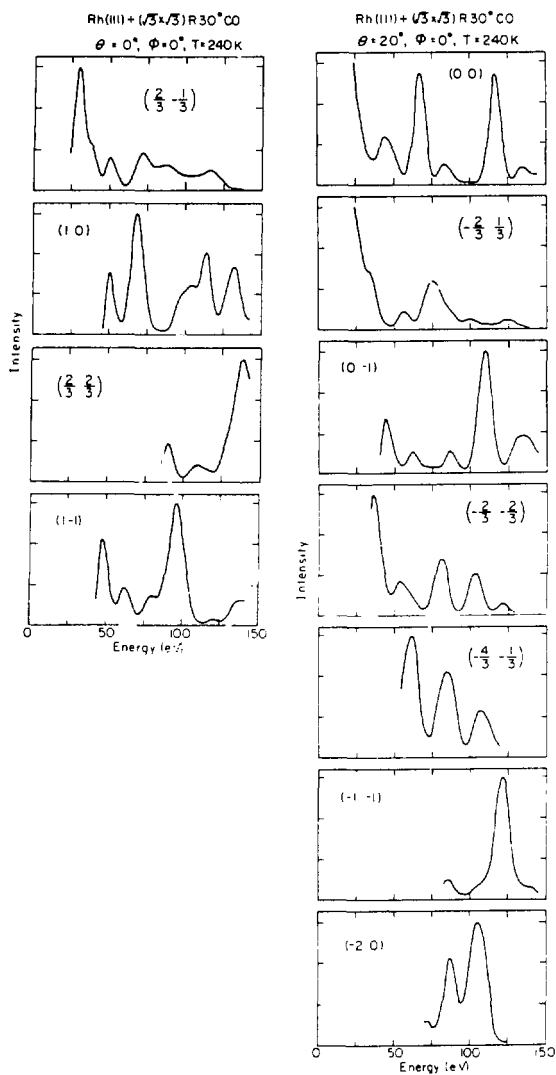 Rh(111) + (√3x√3) R30°CO
θ = 0°, Φ = 0°, T = 240K
(2/3 -1/3)
(1 0)
(2/3 2/3)
(1 -1)
Intensity
0 50 100 150
Energy (eV)
Rh(111) + (√3x√3) R30°CO
θ = 20°, Φ = 0°, T = 240K
(0 0)
(-2/3 1/3)
(0 -1)
(-2/3 -2/3)
(-4/3 -1/3)
(-1 -1)
(-2 0)
Intensity
0 50 100 150
Energy (eV)